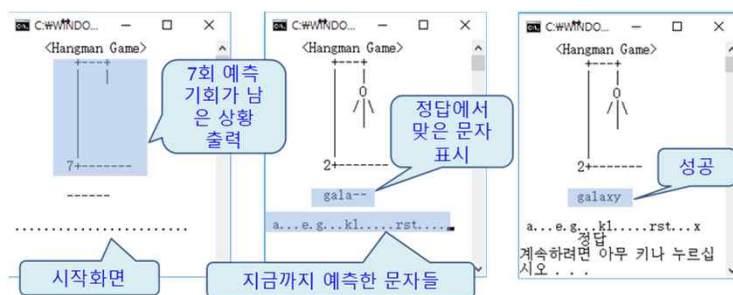 C:₩WINDO...
<Hangman Game>
+----+
|
|
7+-------
------
..........................
7회 예측
기회가 남
은 상황
출력
시작화면
C:₩WINDO...
<Hangman Game>
+----+
|
O
/|\
|
2+-------
gala--
a...e.g...kl.....rst.....
정답에서
맞은 문자
표시
지금까지 예측한 문자들
C:₩WINDO...
<Hangman Game>
+----+
|
O
/|\
|
2+-------
galaxy
a...e.g...kl.....rst...x
정답
계속하려면 아무 키나 누르십
시오 . . .
성공